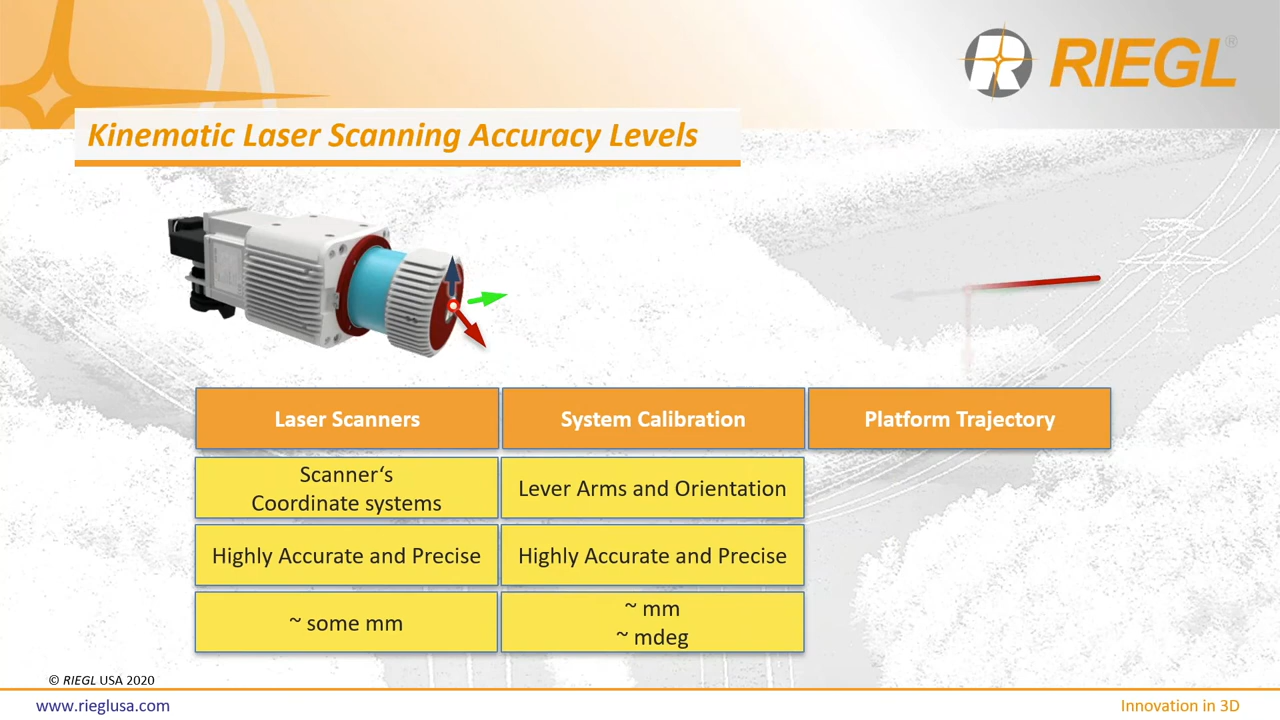 RIEGL®
Kinematic Laser Scanning Accuracy Levels
Laser Scanners
System Calibration
Platform Trajectory
Scanner‘s
Coordinate systems
Lever Arms and Orientation
Highly Accurate and Precise
Highly Accurate and Precise
~ some mm
~ mm
~ mdeg
© RIEGL USA 2020
www.rieglusa.com
Innovation in 3D